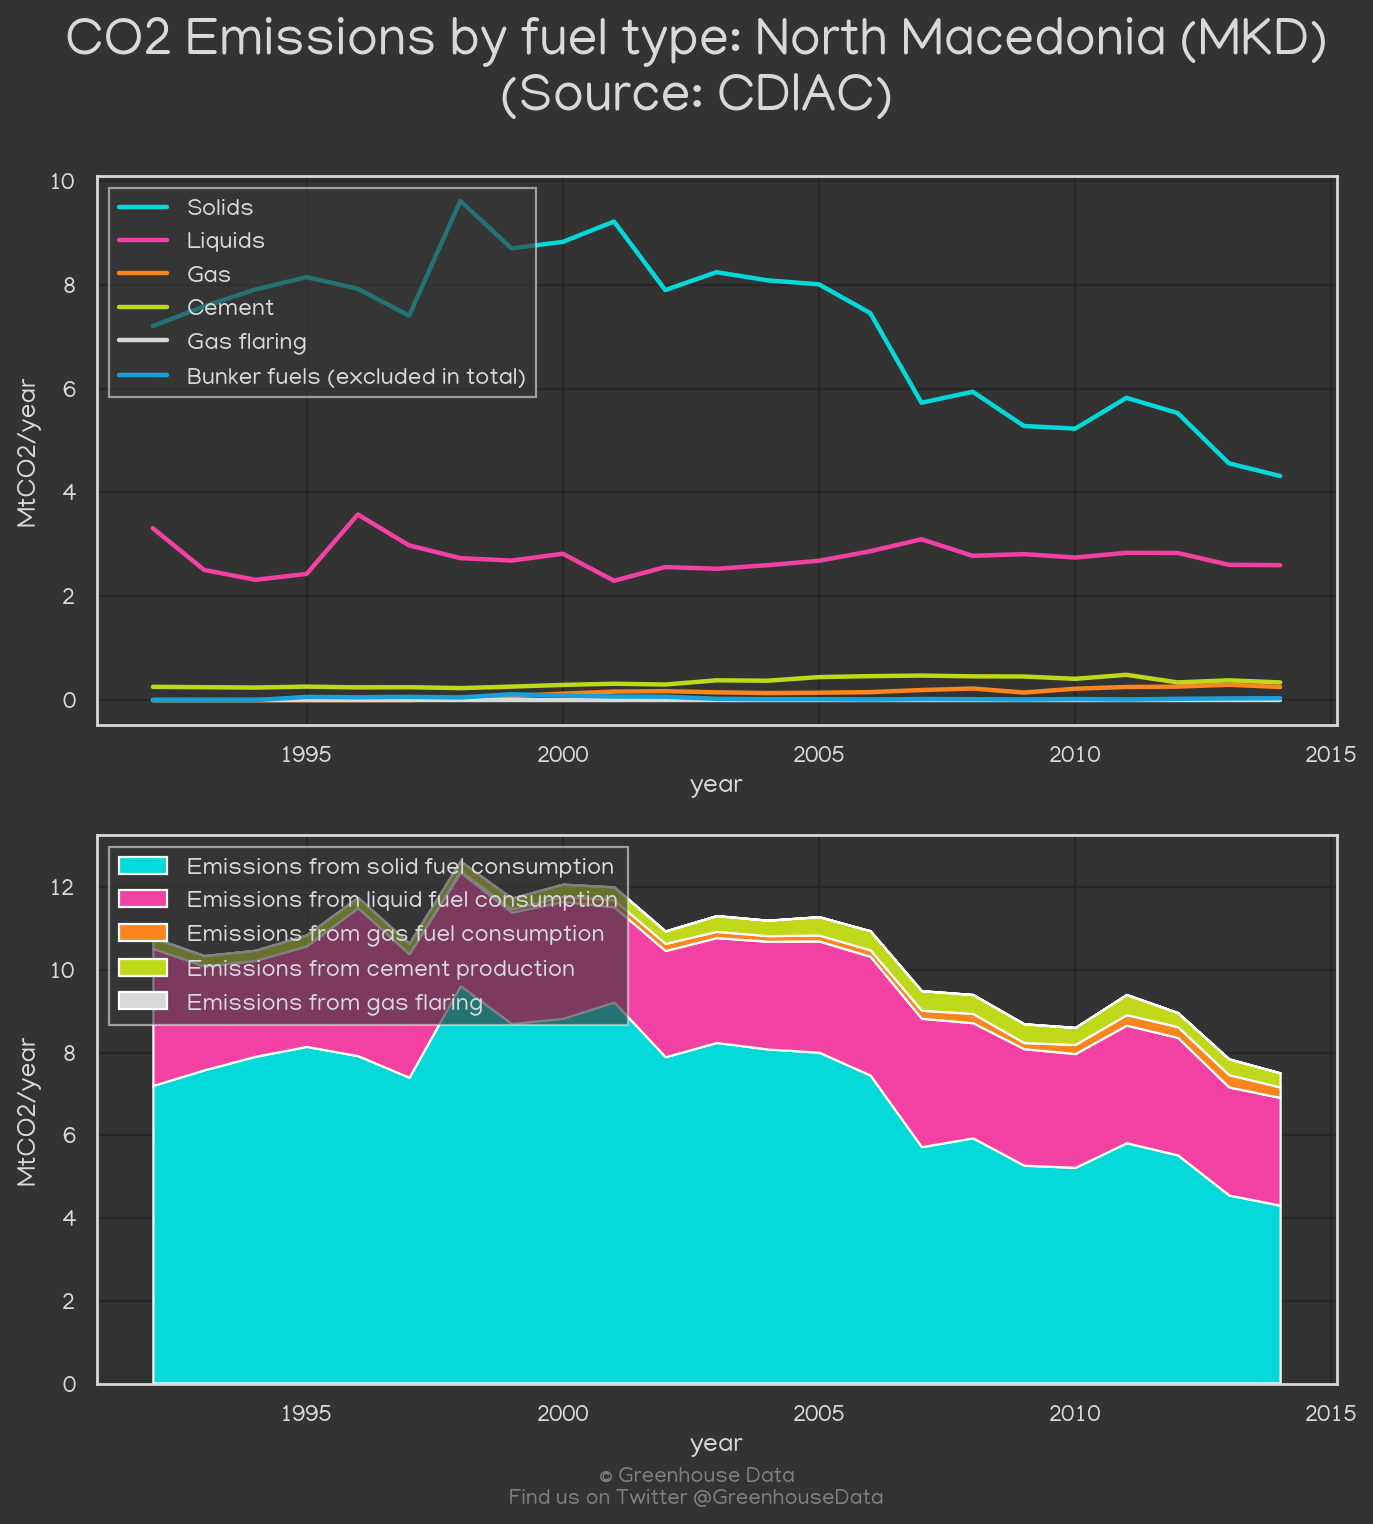 CO2 Emissions by fuel type: North Macedonia (MKD)
(Source: CDIAC)
10
8
6
4
2
0
MtCO2/year
Solids
Liquids
Gas
Cement
Gas flaring
Bunker fuels (excluded in total)
1995 2000 2005 2010 2015
year
12
10
8
6
4
2
0
MtCO2/year
Emissions from solid fuel consumption
Emissions from liquid fuel consumption
Emissions from gas fuel consumption
Emissions from cement production
Emissions from gas flaring
1995 2000 2005 2010 2015
year
© Greenhouse Data
Find us on Twitter @GreenhouseData